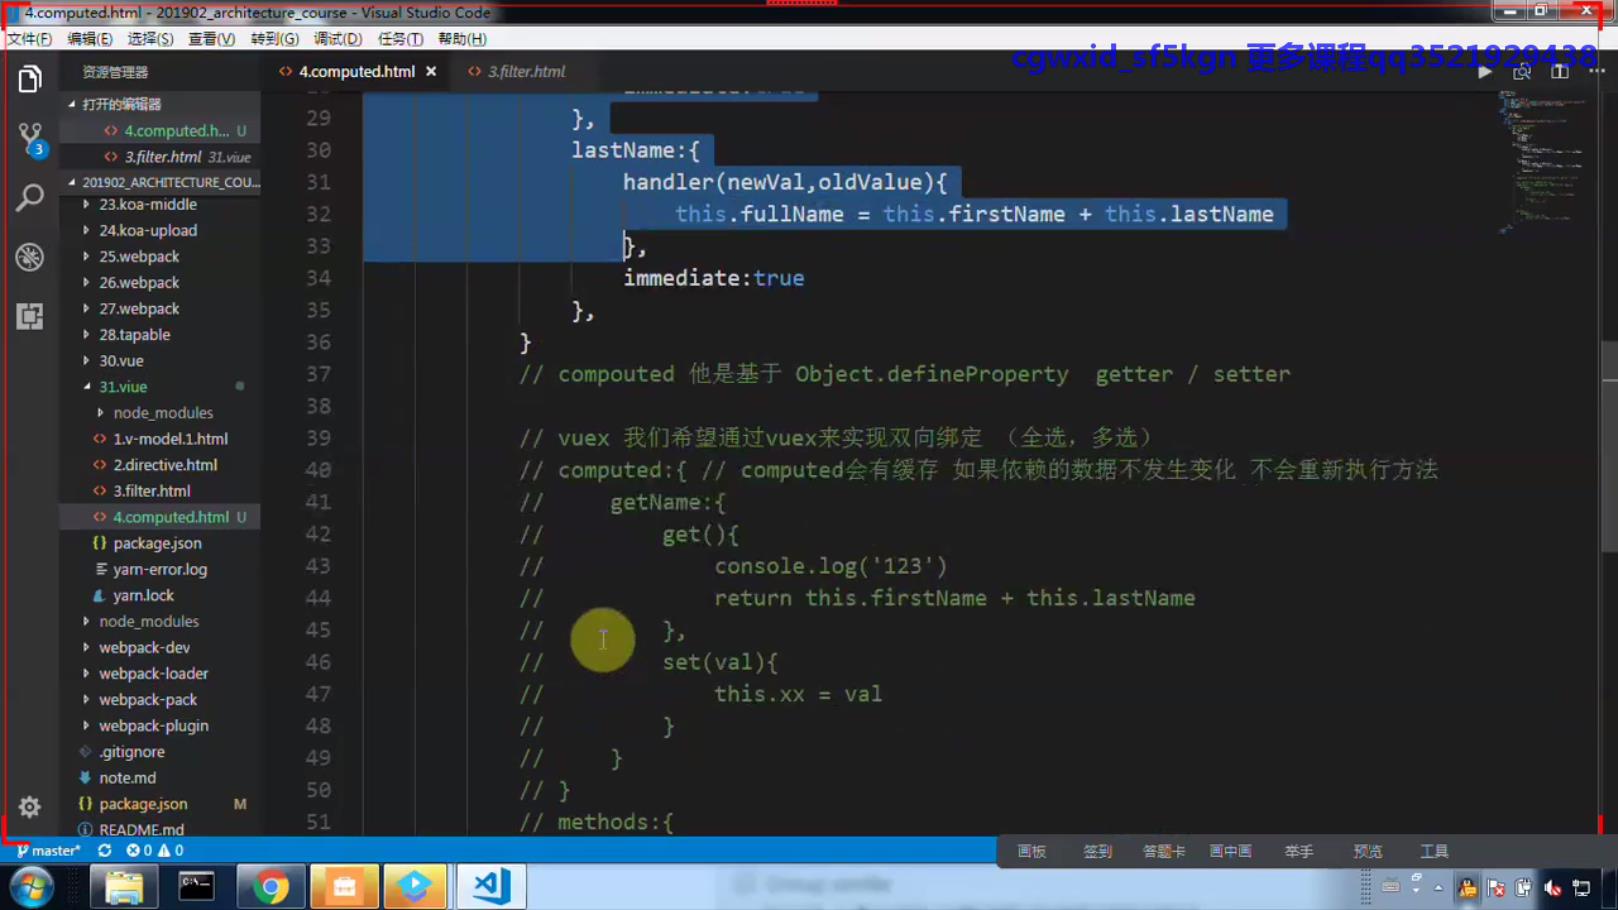 4.computed.html - 201902_architecture_course - Visual Studio Code
文件(F) 编辑(E) 选择(S) 查看(V) 转到(G) 调试(D) 任务(T) 帮助(H)
cgwxid_sf5kgn 更多课程qq3521929438
资源管理器
4.computed.html
3.filter.html
打开的编辑器
4.computed.h... U
3.filter.html 31.viue
201902_ARCHITECTURE_COU...
23.koa-middle
24.koa-upload
25.webpack
26.webpack
27.webpack
28.tapable
30.vue
31.viue
node_modules
1.v-model.1.html
2.directive.html
3.filter.html
4.computed.html U
package.json
yarn-error.log
yarn.lock
node_modules
webpack-dev
webpack-loader
webpack-pack
webpack-plugin
.gitignore
note.md
package.json M
README.md
3
29 },
30 lastName:{
31 handler(newVal,oldValue){
32 this.fullName = this.firstName + this.lastName
33 },
34 immediate:true
35 },
36 }
37 // compouted 他是基于 Object.defineProperty getter / setter
38
39 // vuex 我们希望通过vuex来实现双向绑定 （全选，多选）
40 // computed:{ // computed会有缓存 如果依赖的数据不发生变化 不会重新执行方法
41 // getName:{
42 // get(){
43 // console.log('123')
44 // return this.firstName + this.lastName
45 // },
46 // set(val){
47 // this.xx = val
48 // }
49 // }
50 // }
51 // methods:{
master* 0 0
画板 签到 答题卡 画中画 举手 预览 工具